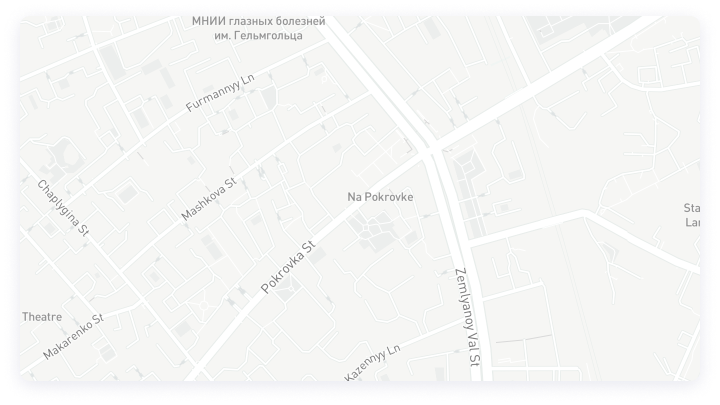 МНИИ глазных болезней
им. Гельмгольца
Furmannyy Ln
Chaplygina St
Mashkova St
Na Pokrovke
Sta
Lar
Pokrovka St
Zemlyanoy Val St
Theatre
Makarenko St
Kazennyy Ln